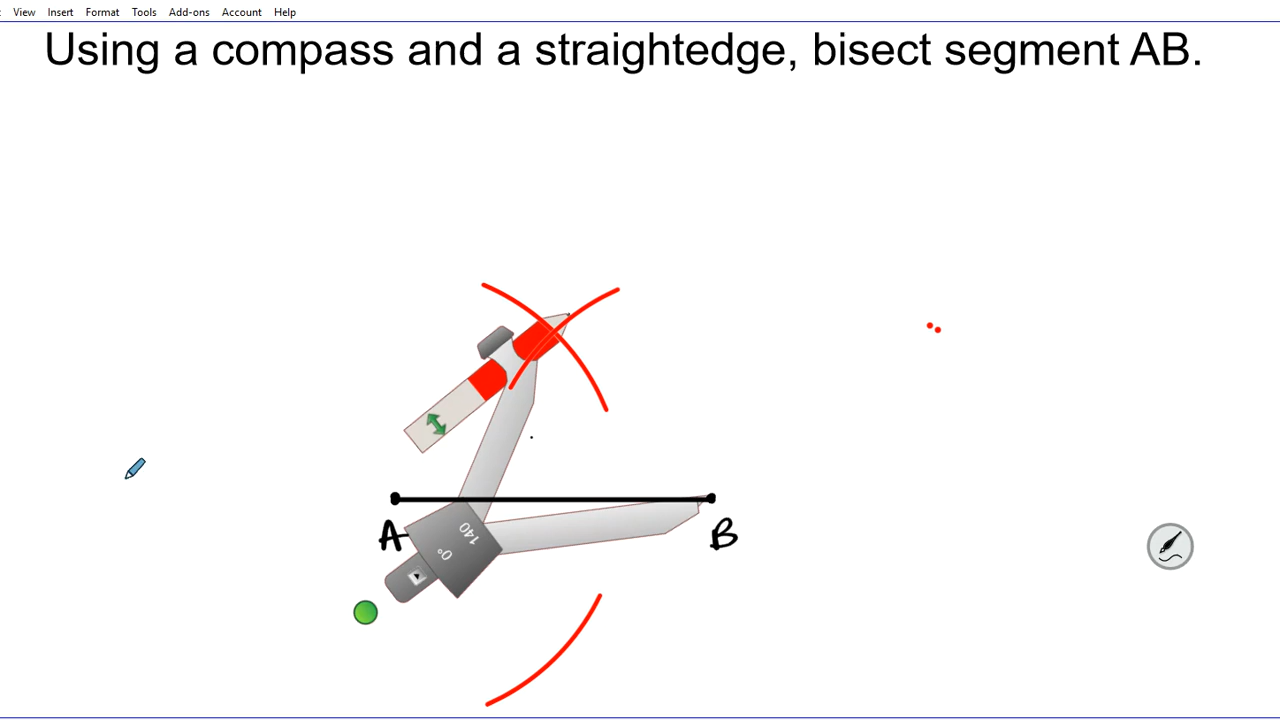 View Insert Format Tools Add-ons Account Help
Using a compass and a straightedge, bisect segment AB.
140
0°
A
B